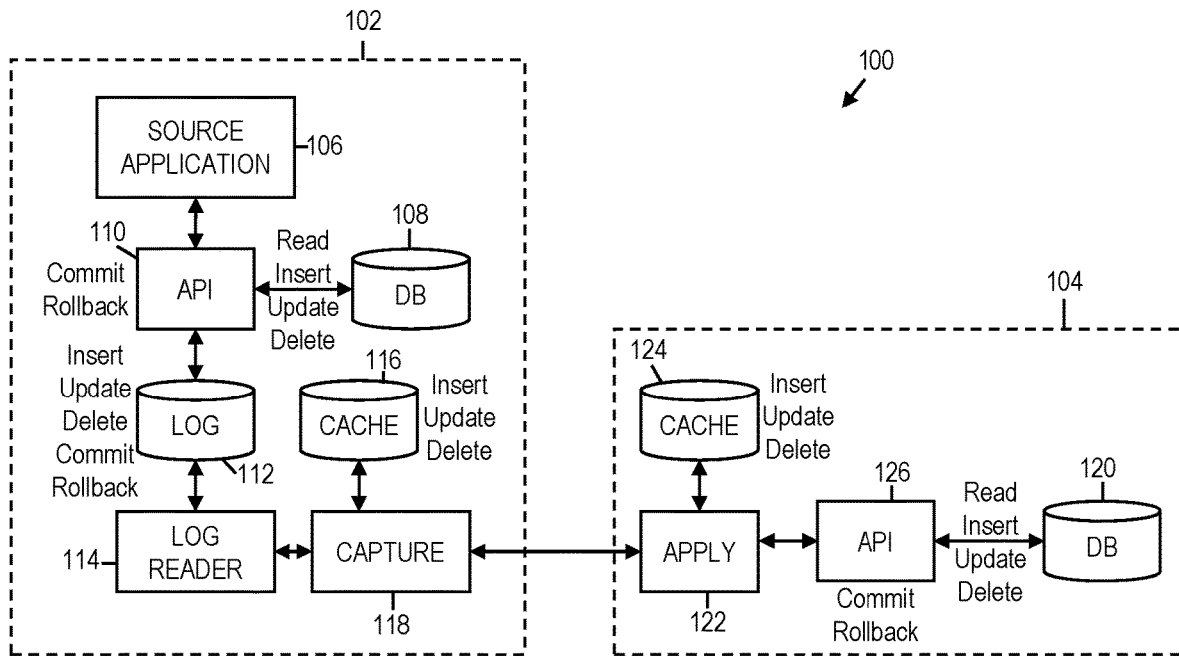 102
100
SOURCE
APPLICATION
106
110
Commit
Rollback
API
Read
Insert
Update
Delete
108
DB
Insert
Update
Delete
Commit
Rollback
LOG
112
116
CACHE
Insert
Update
Delete
114
LOG
READER
CAPTURE
118
104
124
CACHE
Insert
Update
Delete
APPLY
122
126
API
Commit
Rollback
Read
Insert
Update
Delete
120
DB